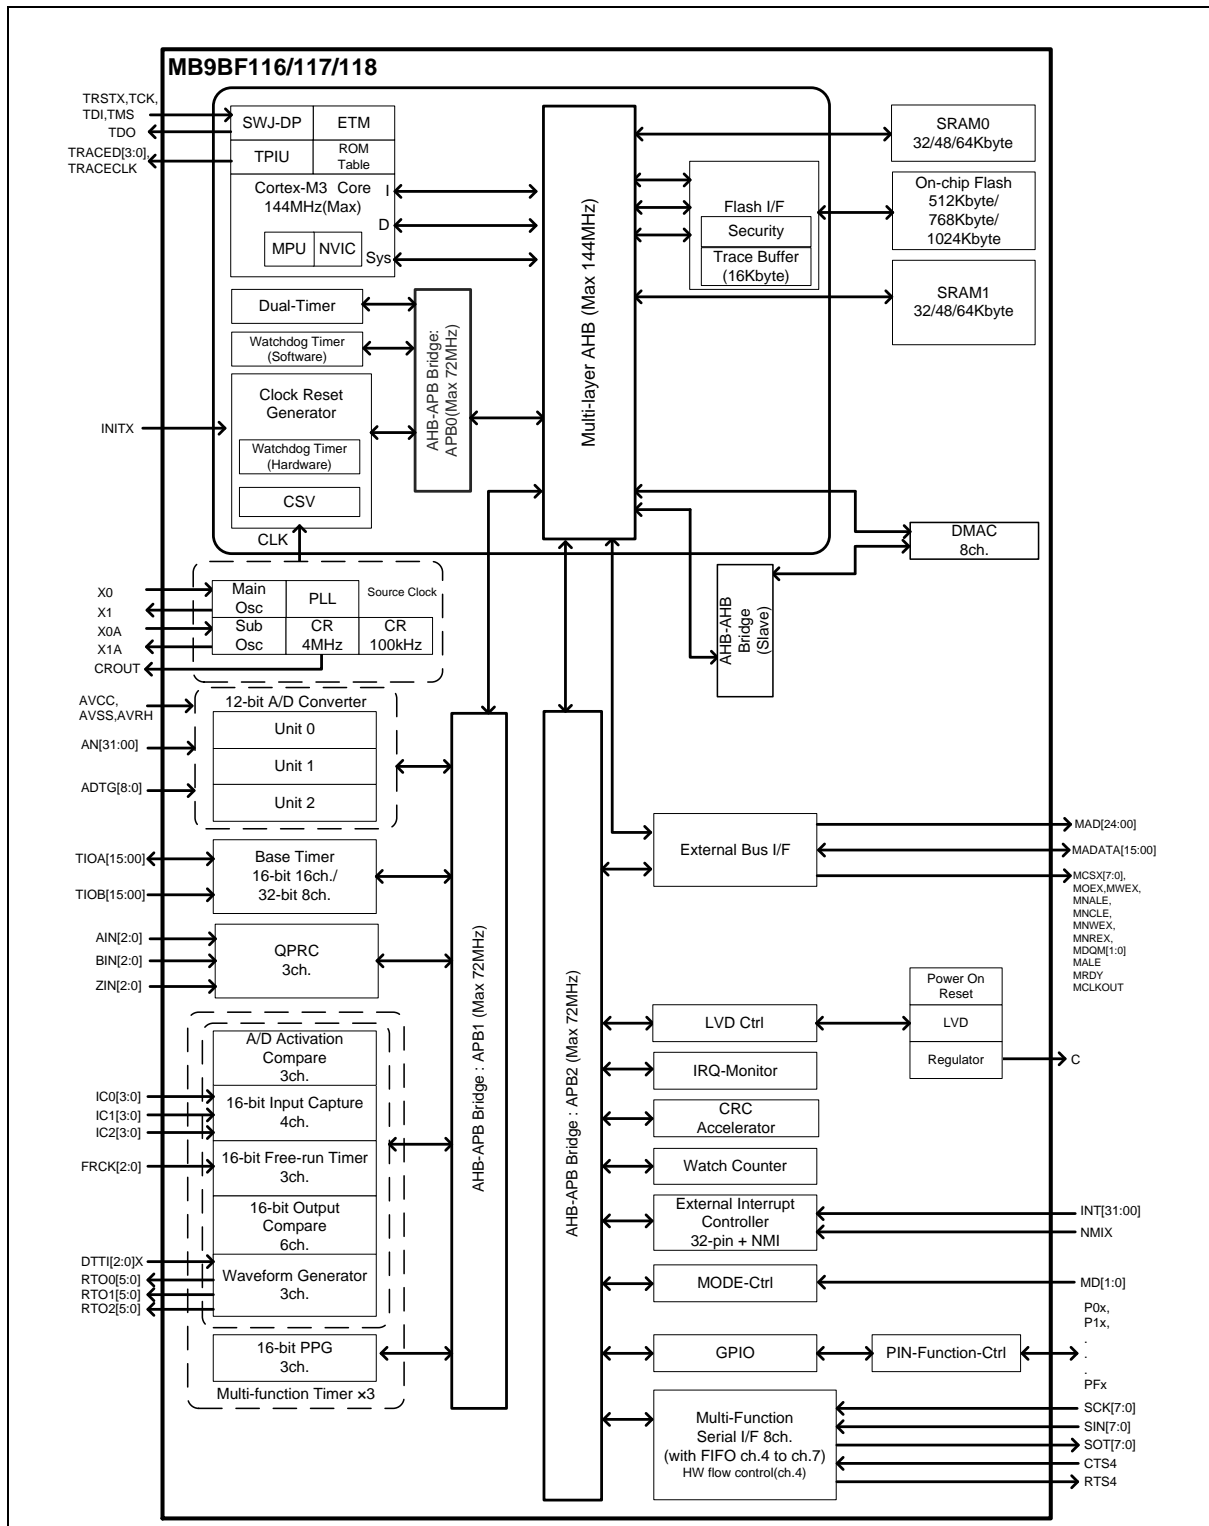 MB9BF116/117/118
TRSTX,TCK,
TDI,TMS
TDO
TRACED[3:0],
TRACECLK
SWJ-DP
ETM
TPIU
ROM
Table
Cortex-M3 Core
144MHz(Max)
I
D
Sys
MPU
NVIC
Dual-Timer
Watchdog Timer
(Software)
Clock Reset
Generator
Watchdog Timer
(Hardware)
CSV
CLK
INITX
AHB-APB Bridge:
APB0(Max 72MHz)
Multi-layer AHB (Max 144MHz)
Flash I/F
Security
Trace Buffer
(16Kbyte)
SRAM0
32/48/64Kbyte
On-chip Flash
512Kbyte/
768Kbyte/
1024Kbyte
SRAM1
32/48/64Kbyte
DMAC
8ch.
AHB-AHB
Bridge
(Slave)
X0
X1
X0A
X1A
CROUT
Main
Osc
PLL
Source Clock
Sub
Osc
CR
4MHz
CR
100kHz
AVCC,
AVSS,AVRH
AN[31:00]
ADTG[8:0]
12-bit A/D Converter
Unit 0
Unit 1
Unit 2
TIOA[15:00]
TIOB[15:00]
Base Timer
16-bit 16ch./
32-bit 8ch.
AIN[2:0]
BIN[2:0]
ZIN[2:0]
QPRC
3ch.
A/D Activation
Compare
3ch.
IC0[3:0]
IC1[3:0]
IC2[3:0]
16-bit Input Capture
4ch.
FRCK[2:0]
16-bit Free-run Timer
3ch.
16-bit Output
Compare
6ch.
DTTI[2:0]X
RTO0[5:0]
RTO1[5:0]
RTO2[5:0]
Waveform Generator
3ch.
16-bit PPG
3ch.
Multi-function Timer ×3
AHB-APB Bridge : APB1 (Max 72MHz)
AHB-APB Bridge : APB2 (Max 72MHz)
External Bus I/F
MAD[24:00]
MADATA[15:00]
MCSX[7:0],
MOEX,MWEX,
MNALE,
MNCLE,
MNWEX,
MNREX,
MDQM[1:0]
MALE
MRDY
MCLKOUT
Power On
Reset
LVD
Regulator
C
LVD Ctrl
IRQ-Monitor
CRC
Accelerator
Watch Counter
External Interrupt
Controller
32-pin + NMI
INT[31:00]
NMIX
MODE-Ctrl
MD[1:0]
GPIO
PIN-Function-Ctrl
P0x,
P1x,
.
.
.
PFx
Multi-Function
Serial I/F 8ch.
(with FIFO ch.4 to ch.7)
HW flow control(ch.4)
SCK[7:0]
SIN[7:0]
SOT[7:0]
CTS4
RTS4